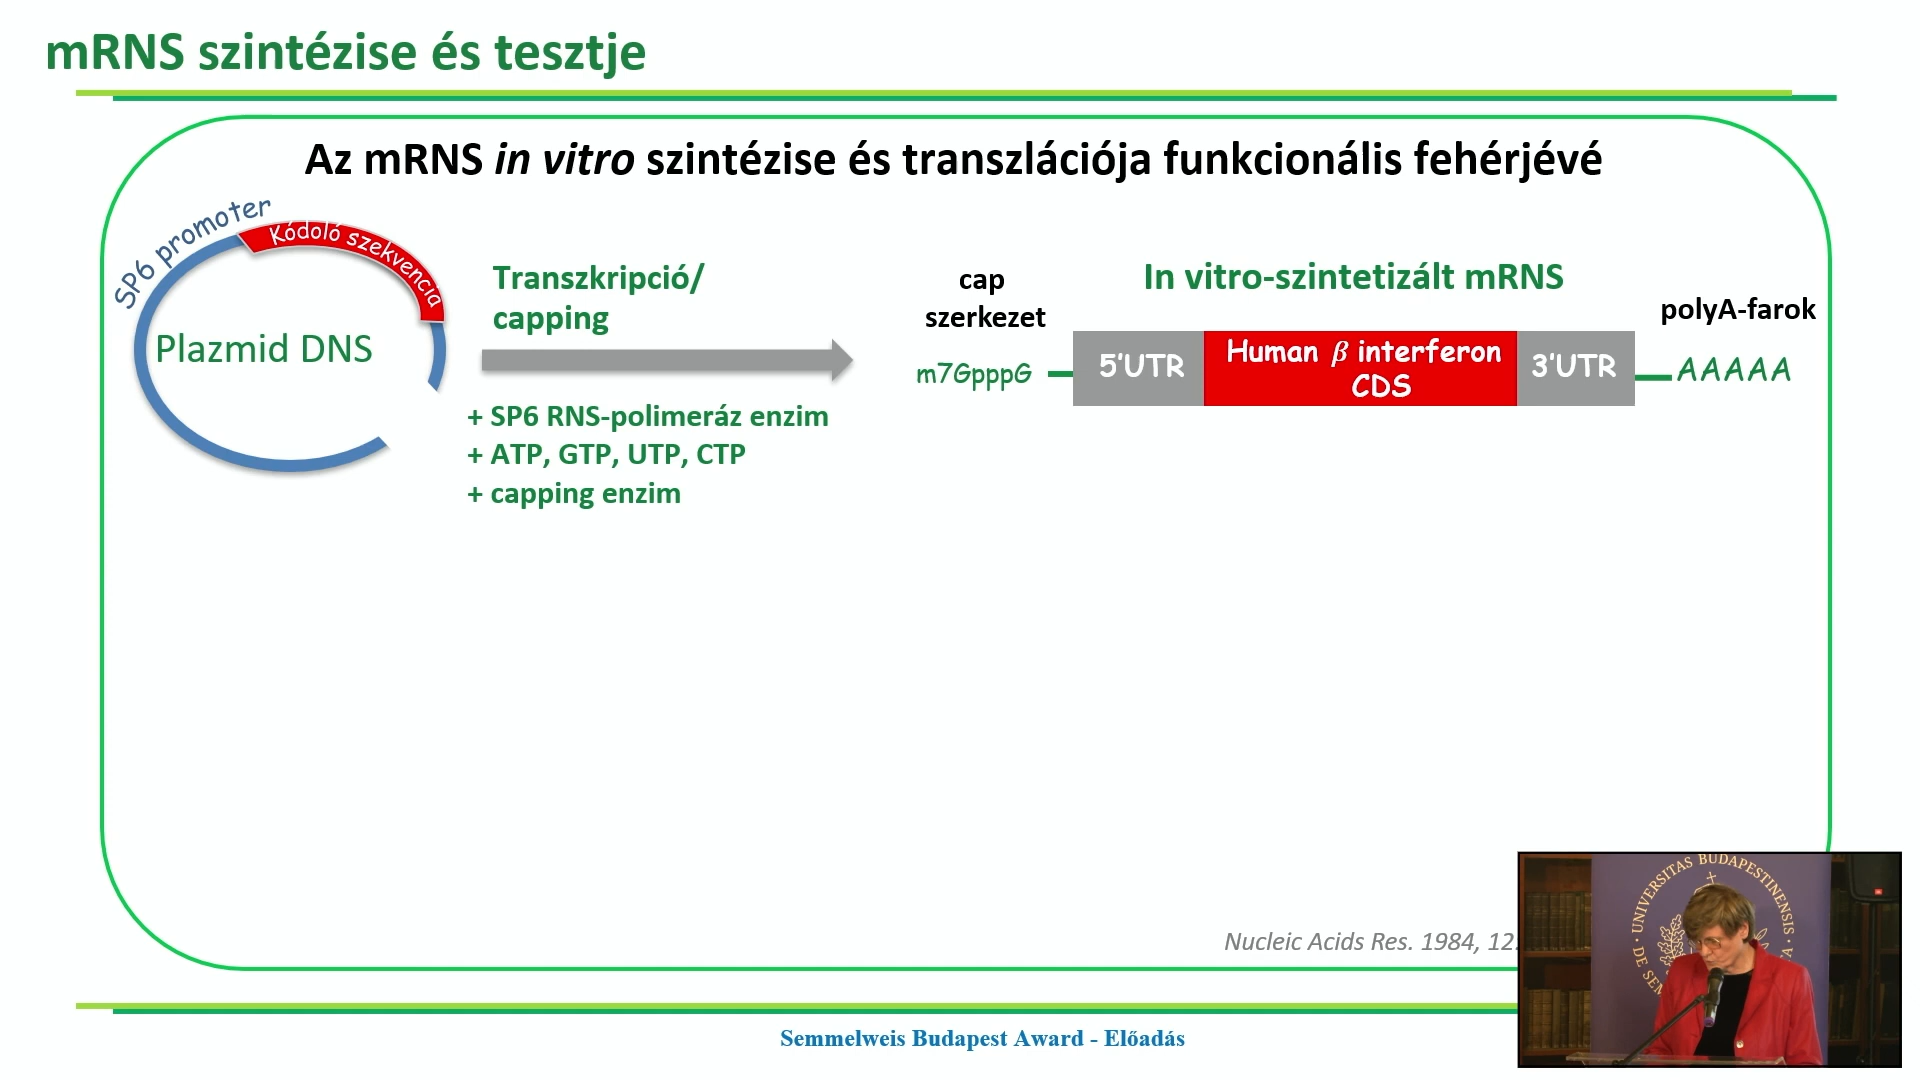 mRNS szintézise és tesztje
Az mRNS in vitro szintézise és transzlációja funkcionális fehérjévé
SP6 promoter
Kódoló szekvencia
Plazmid DNS
Transzkripció/
capping
+ SP6 RNS-polimeráz enzim
+ ATP, GTP, UTP, CTP
+ capping enzim
cap
szerkezet
m7GpppG
In vitro-szintetizált mRNS
5'UTR
Human β interferon
CDS
3'UTR
polyA-farok
AAAAA
Nucleic Acids Res. 1984, 12
UNIVERSITAS BUDAPESTINENSIS
DE
Semmelweis Budapest Award - Előadás